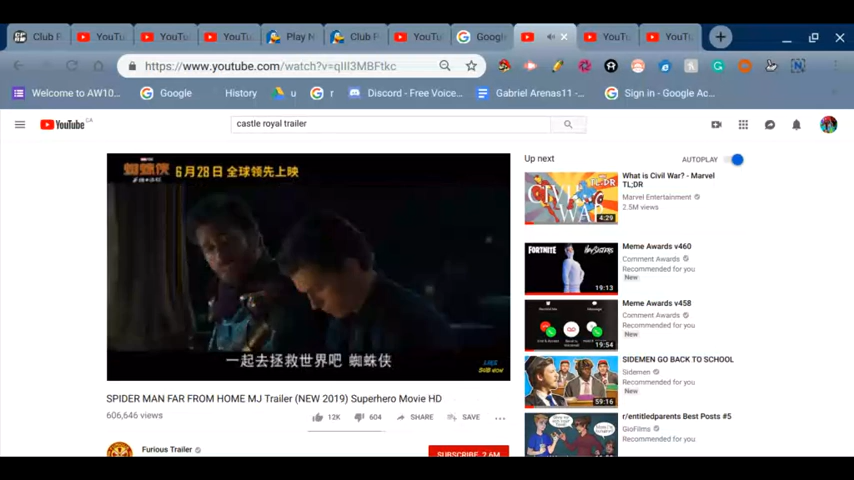 Club P
YouTu
YouTu
YouTu
Play N
Club P
YouTu
Googl
YouTu
YouTu
https://www.youtube.com/watch?v=qIII3MBFtkc
Welcome to AW10...
Google
History
u
r
Discord - Free Voice...
Gabriel Arenas11 -...
Sign in - Google Ac...
YouTube CA
castle royal trailer
蜘蛛侠
6月28日 全球领先上映
一起去拯救世界吧 蜘蛛侠
SUB NOW
SPIDER MAN FAR FROM HOME MJ Trailer (NEW 2019) Superhero Movie HD
606,646 views
12K
604
SHARE
SAVE
Furious Trailer
SUBSCRIBE 2.6M
Up next
AUTOPLAY
CIVIL WAR
4:29
What is Civil War? - Marvel
TL;DR
Marvel Entertainment
2.5M views
FORTNITE
19:13
Meme Awards v460
Comment Awards
Recommended for you
New
19:54
Meme Awards v458
Comment Awards
Recommended for you
New
59:16
SIDEMEN GO BACK TO SCHOOL
Sidemen
Recommended for you
New
r/entitledparents Best Posts #5
GioFilms
Recommended for you